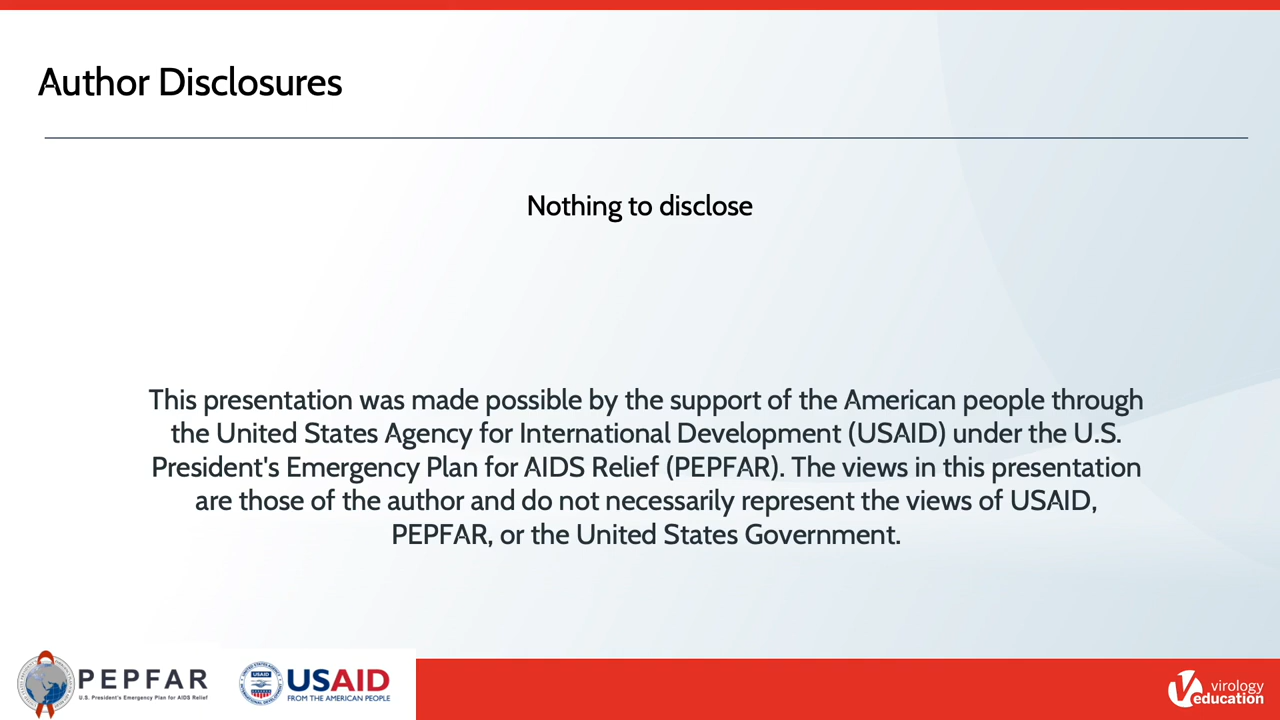 Author Disclosures
Nothing to disclose
This presentation was made possible by the support of the American people through
the United States Agency for International Development (USAID) under the U.S.
President's Emergency Plan for AIDS Relief (PEPFAR). The views in this presentation
are those of the author and do not necessarily represent the views of USAID,
PEPFAR, or the United States Government.
PEPFAR
U.S. President's Emergency Plan for AIDS Relief
USAID
USAID
FROM THE AMERICAN PEOPLE
virology
education